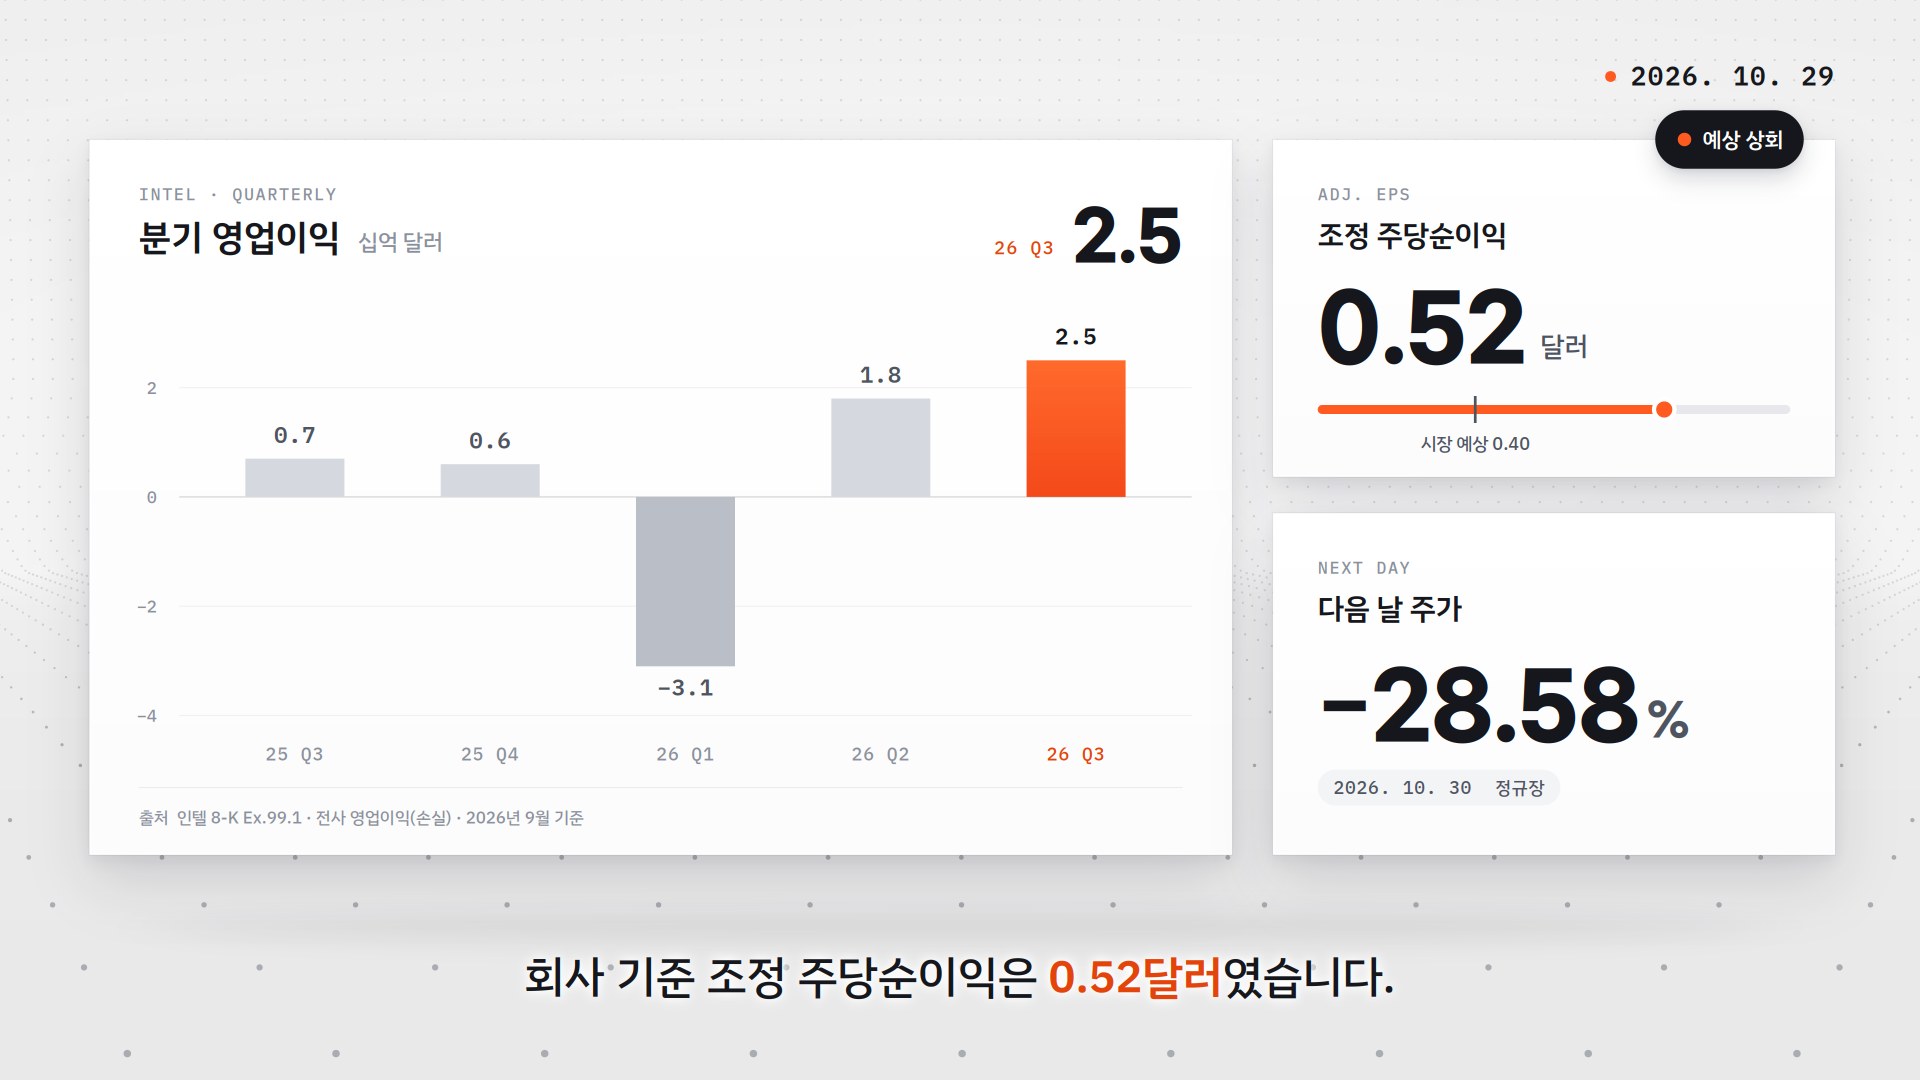 2026. 10. 29
INTEL · QUARTERLY
분기 영업이익 십억 달러
26 Q3 2.5
2.5
1.8
0.7
0.6
−3.1
2
0
−2
−4
25 Q3
25 Q4
26 Q1
26 Q2
26 Q3
출처 인텔 8-K Ex.99.1 · 전사 영업이익(손실) · 2026년 9월 기준
예상 상회
ADJ. EPS
조정 주당순이익
0.52 달러
시장 예상 0.40
NEXT DAY
다음 날 주가
−28.58%
2026. 10. 30 정규장
회사 기준 조정 주당순이익은 0.52달러였습니다.